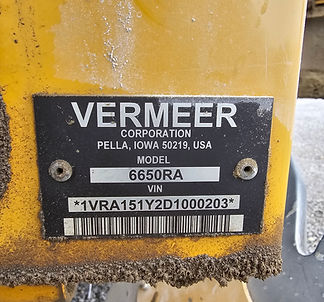 VERMEER
CORPORATION
PELLA, IOWA 50219, USA
MODEL
6650RA
VIN
*1VRA151Y2D1000203*